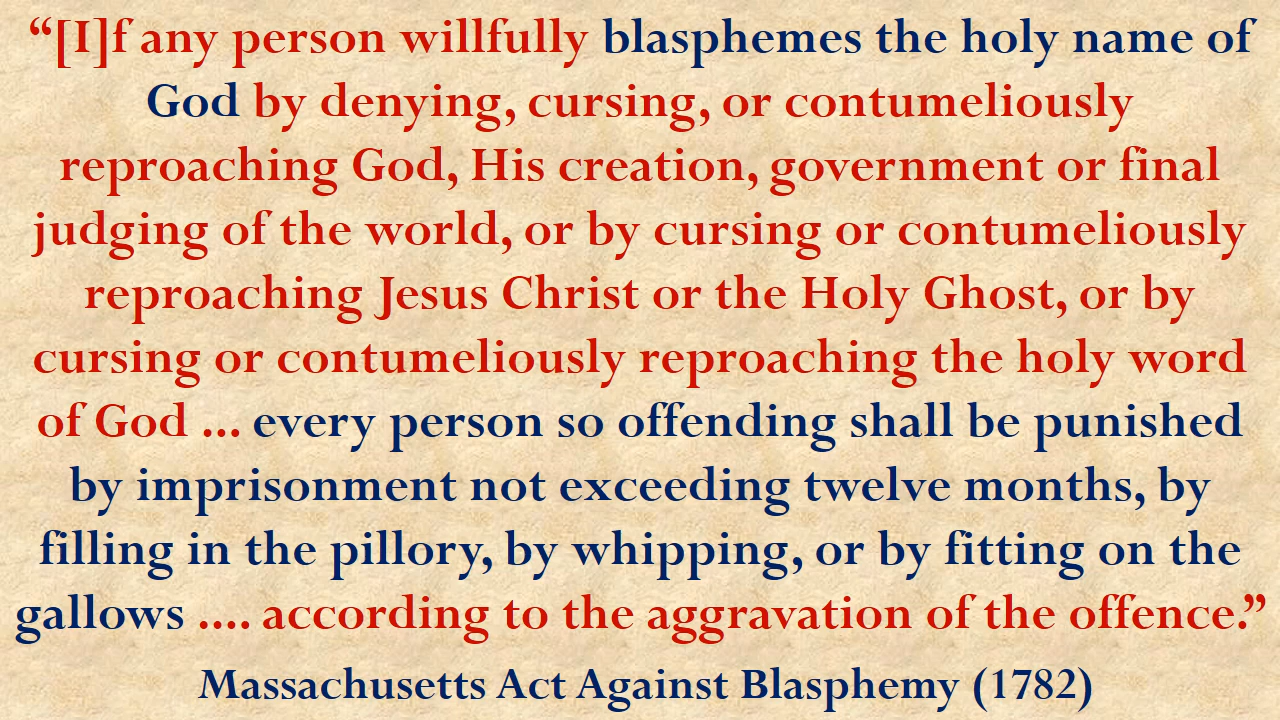 “[I]f any person willfully blasphemes the holy name of
God by denying, cursing, or contumeliously
reproaching God, His creation, government or final
judging of the world, or by cursing or contumeliously
reproaching Jesus Christ or the Holy Ghost, or by
cursing or contumeliously reproaching the holy word
of God ... every person so offending shall be punished
by imprisonment not exceeding twelve months, by
filling in the pillory, by whipping, or by fitting on the
gallows .... according to the aggravation of the offence.”
Massachusetts Act Against Blasphemy (1782)